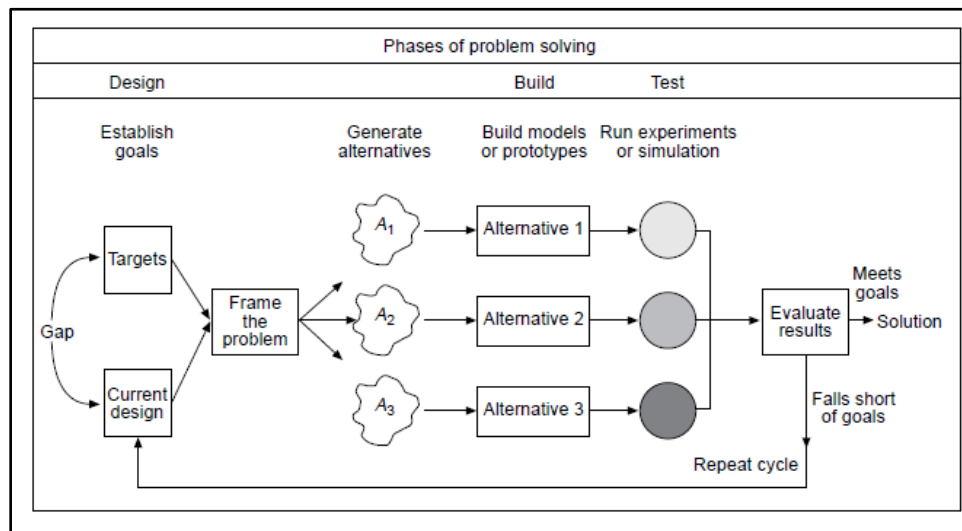 Phases of problem solving
Design
Build
Test
Establish
goals
Generate
alternatives
Build models
or prototypes
Run experiments
or simulation
Targets
Gap
Current
design
Frame
the
problem
A1
A2
A3
Alternative 1
Alternative 2
Alternative 3
Evaluate
results
Meets
goals
Solution
Falls short
of goals
Repeat cycle